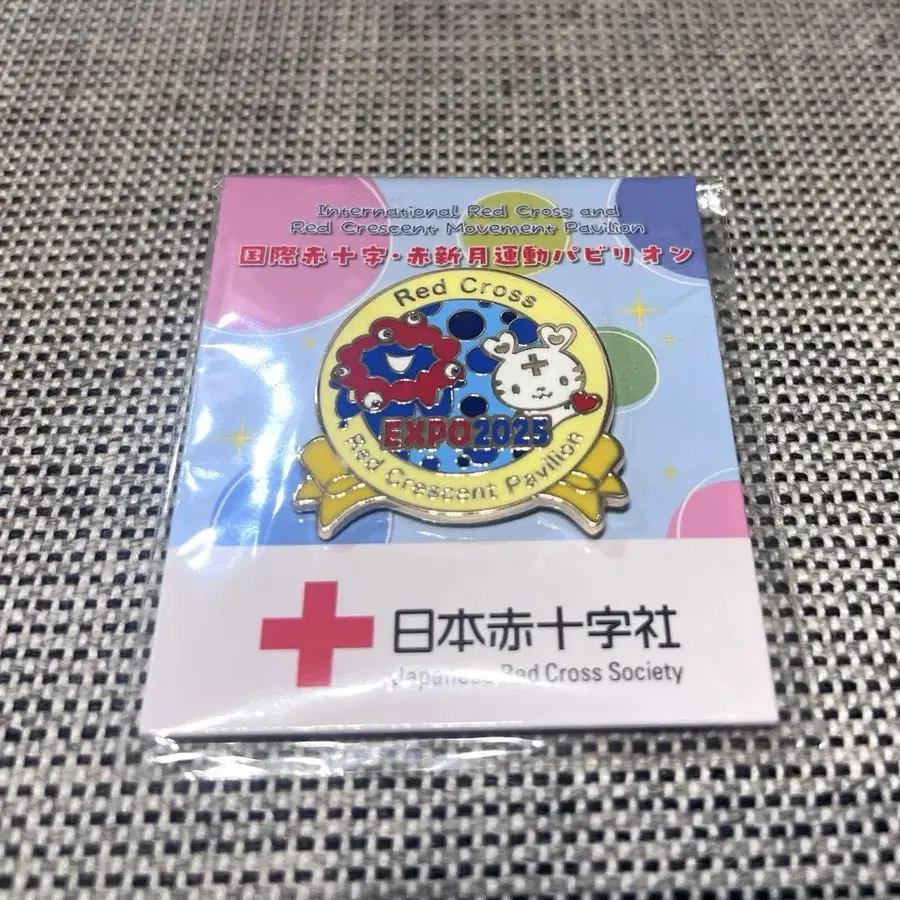 International Red Cross and
Red Crescent Movement Pavilion
国際赤十字・赤新月運動パビリオン
Red Cross
EXPO2025
Red Crescent Pavilion
日本赤十字社
Japanese Red Cross Society